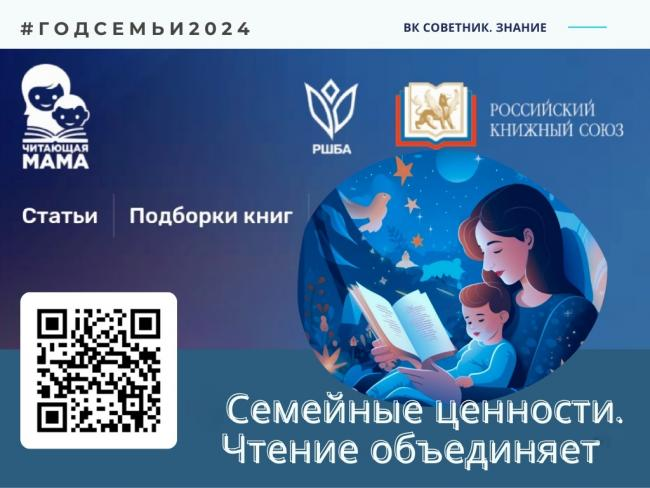 #ГОДСЕМЬИ2024
ВК СОВЕТНИК. ЗНАНИЕ
ЧИТАЮЩАЯ
МАМА
РШБА
РОССИЙСКИЙ
КНИЖНЫЙ СОЮЗ
Статьи
Подборки книг
Семейные ценности.
Чтение объединяет